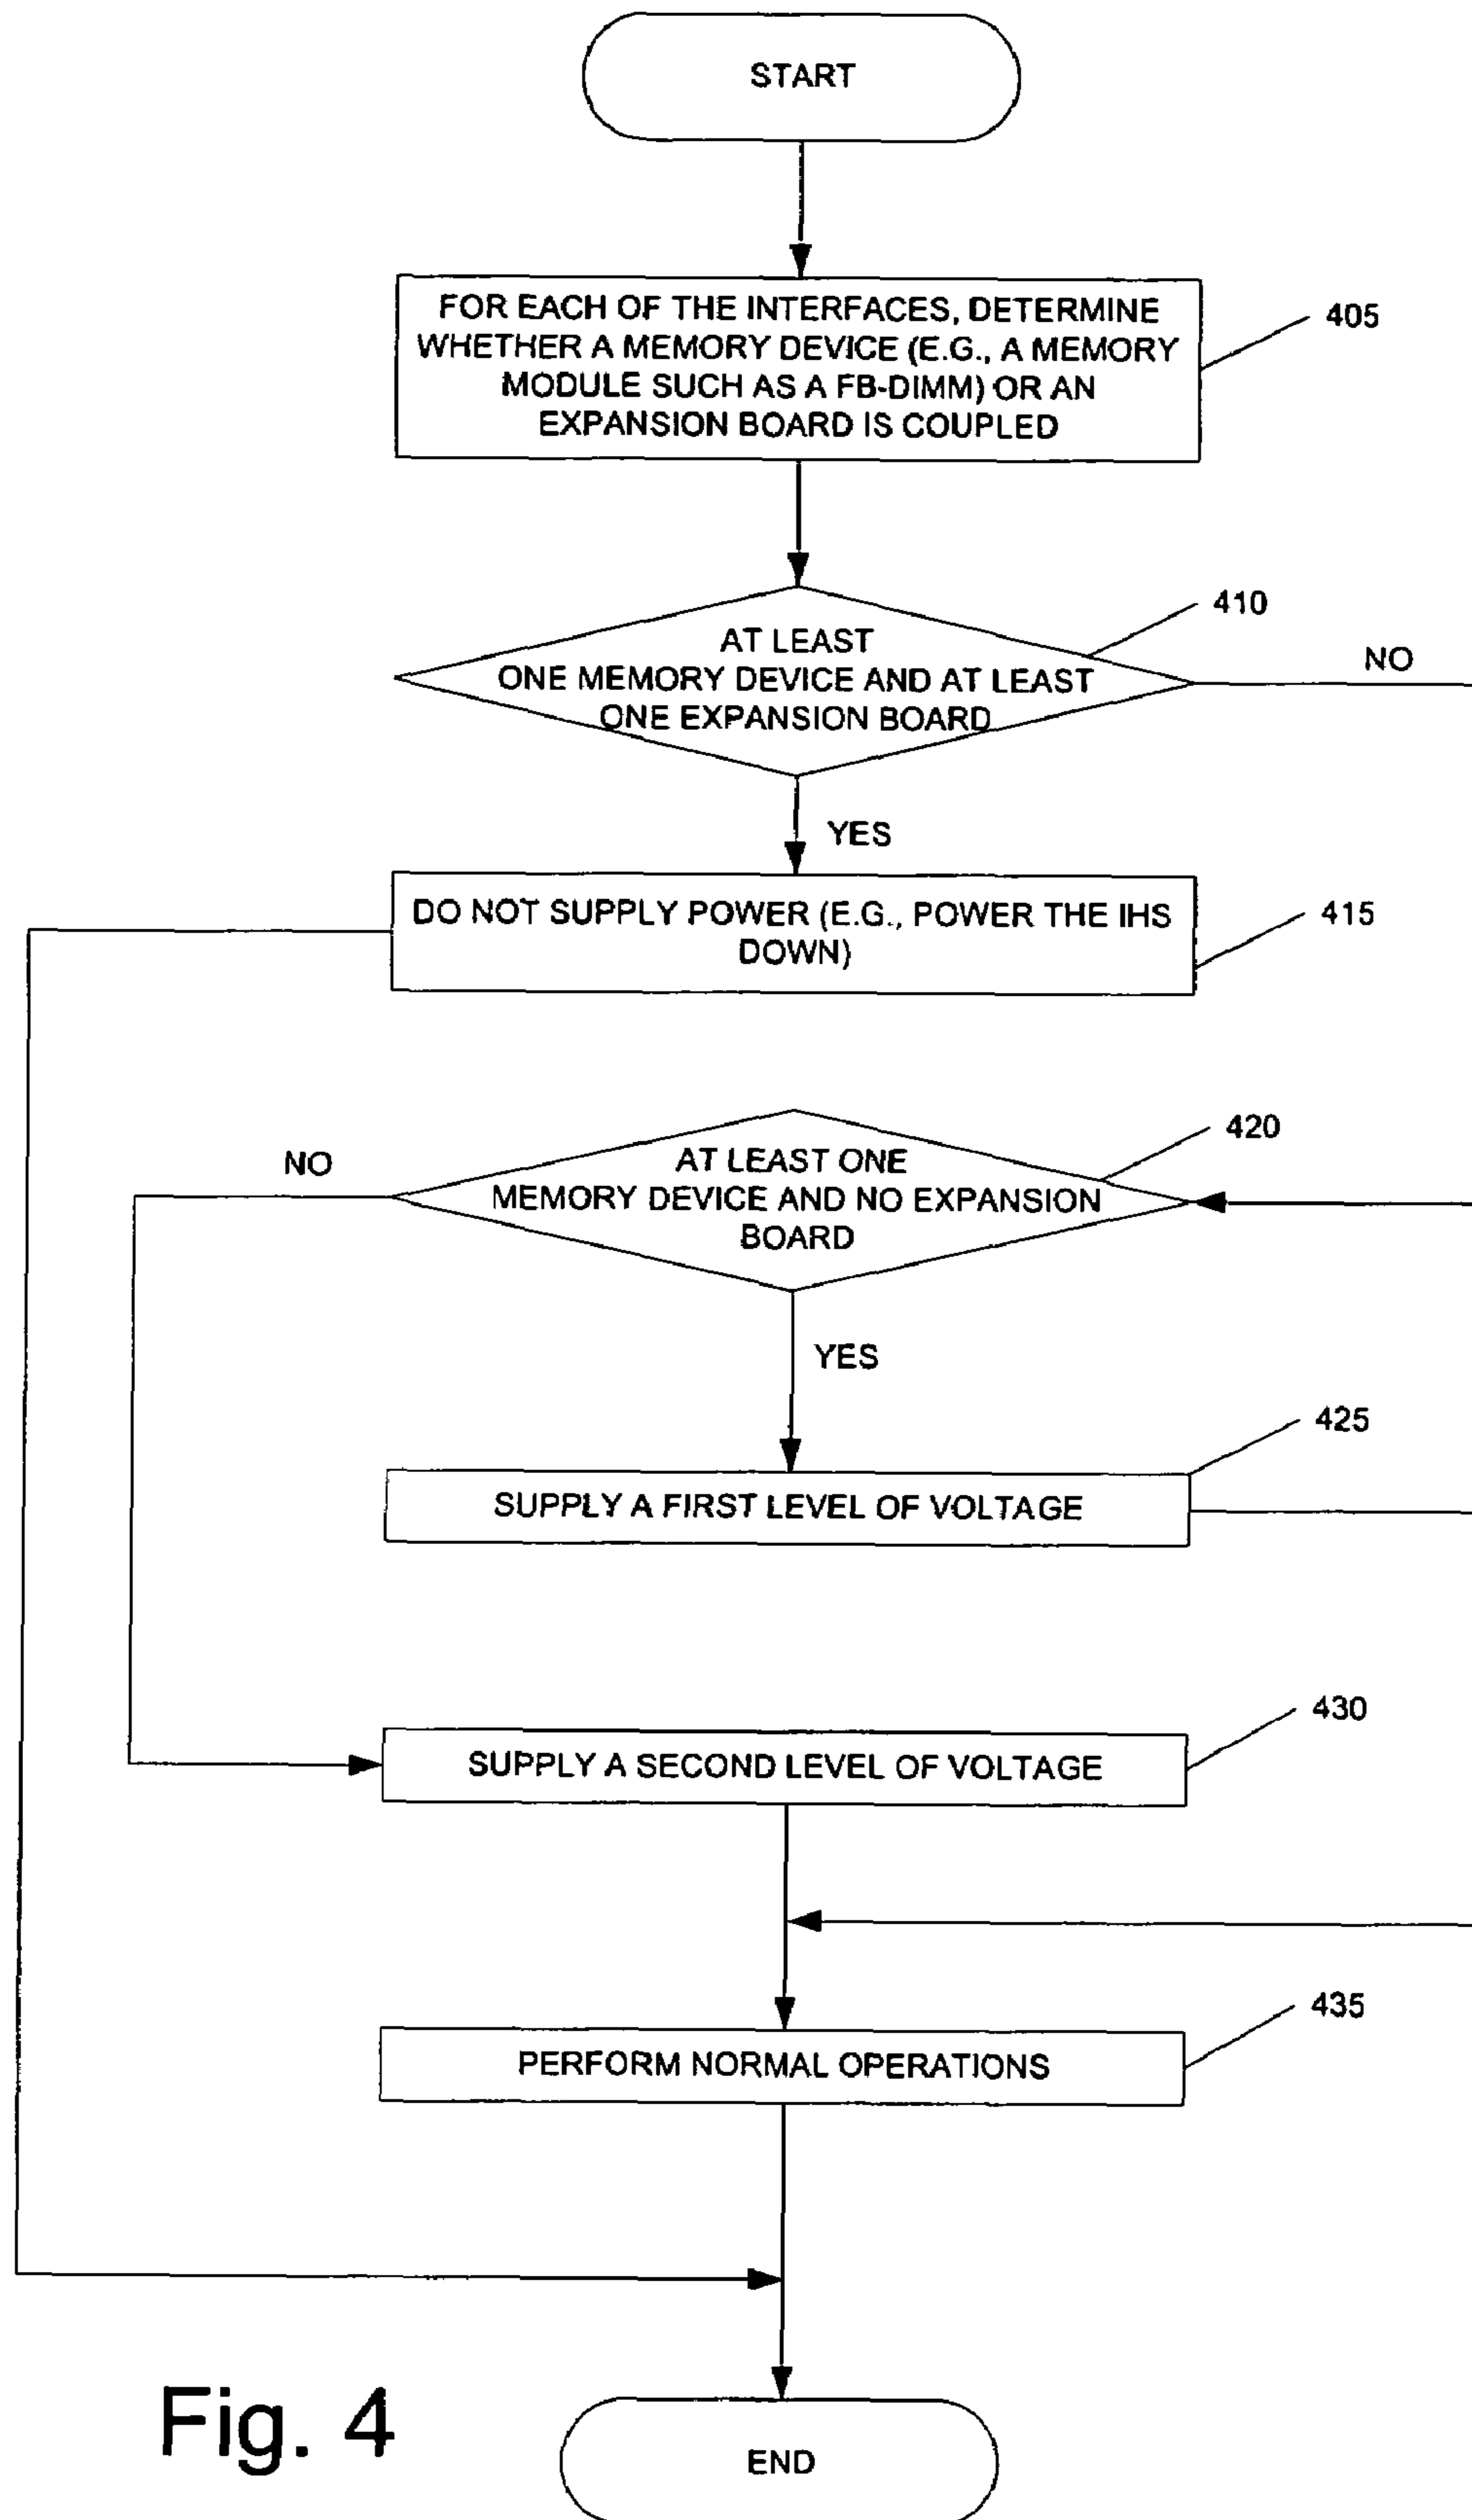 START
FOR EACH OF THE INTERFACES, DETERMINE
WHETHER A MEMORY DEVICE (E.G., A MEMORY
MODULE SUCH AS A FB-DIMM) OR AN
EXPANSION BOARD IS COUPLED
405
410
AT LEAST
ONE MEMORY DEVICE AND AT LEAST
ONE EXPANSION BOARD
NO
YES
DO NOT SUPPLY POWER (E.G., POWER THE IHS
DOWN)
415
420
NO
AT LEAST ONE
MEMORY DEVICE AND NO EXPANSION
BOARD
YES
425
SUPPLY A FIRST LEVEL OF VOLTAGE
430
SUPPLY A SECOND LEVEL OF VOLTAGE
435
PERFORM NORMAL OPERATIONS
Fig. 4
END